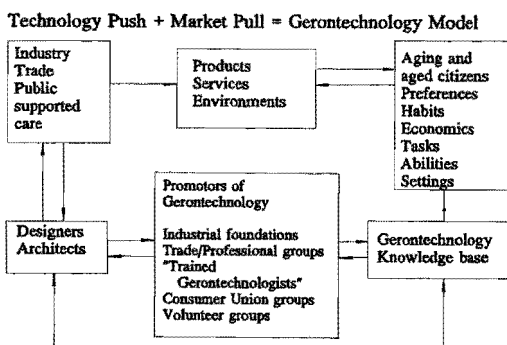 Technology Push + Market Pull = Gerontechnology Model
Industry
Trade
Public
supported
care
Products
Services
Environments
Aging and
aged citizens
Preferences
Habits
Economics
Tasks
Abilities
Settings
Promotors of
Gerontechnology
Industrial foundations
Trade/Professional groups
"Trained
Gerontechnologists"
Consumer Union groups
Volunteer groups
Designers
Architects
Gerontechnology
Knowledge base